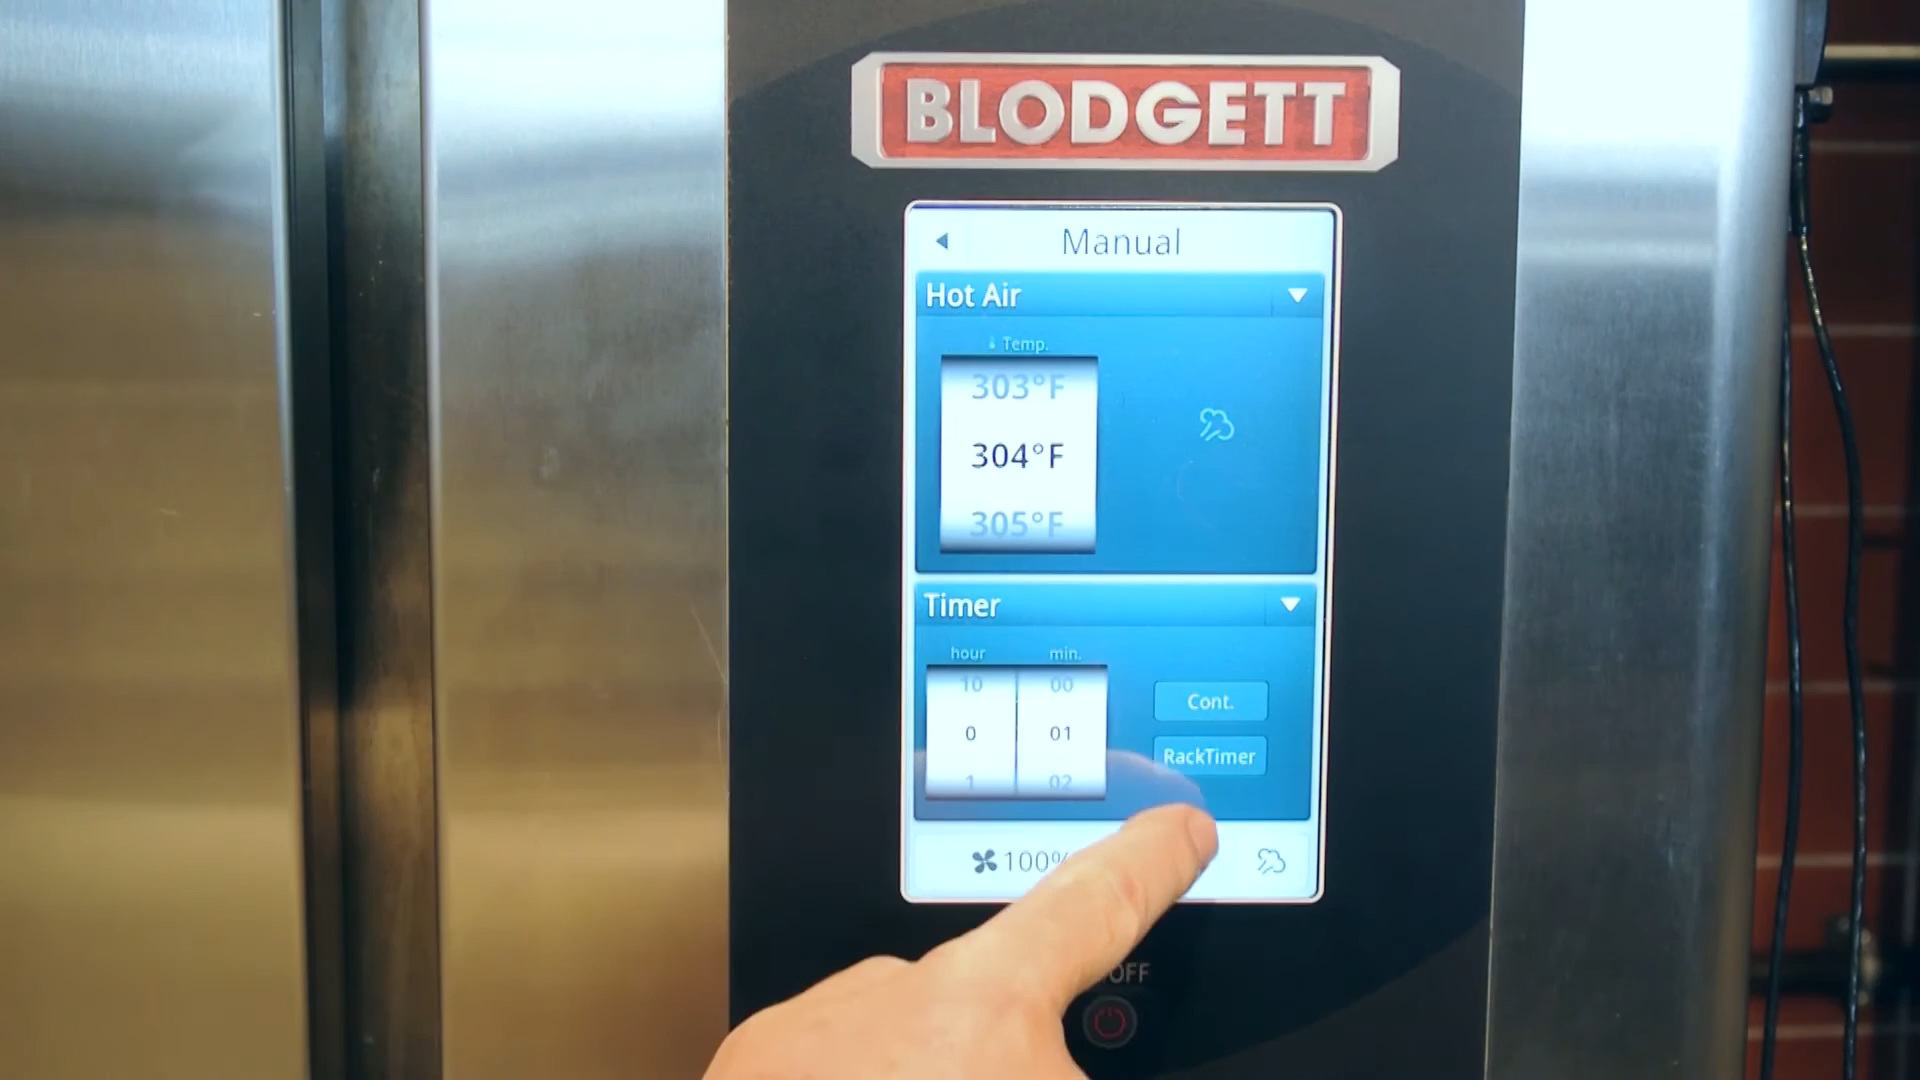 BLODGETT
Manual
Hot Air
Temp.
303°F
304°F
305°F
Timer
hour min.
10 00
0 01
1 02
Cont.
RackTimer
100%
OFF